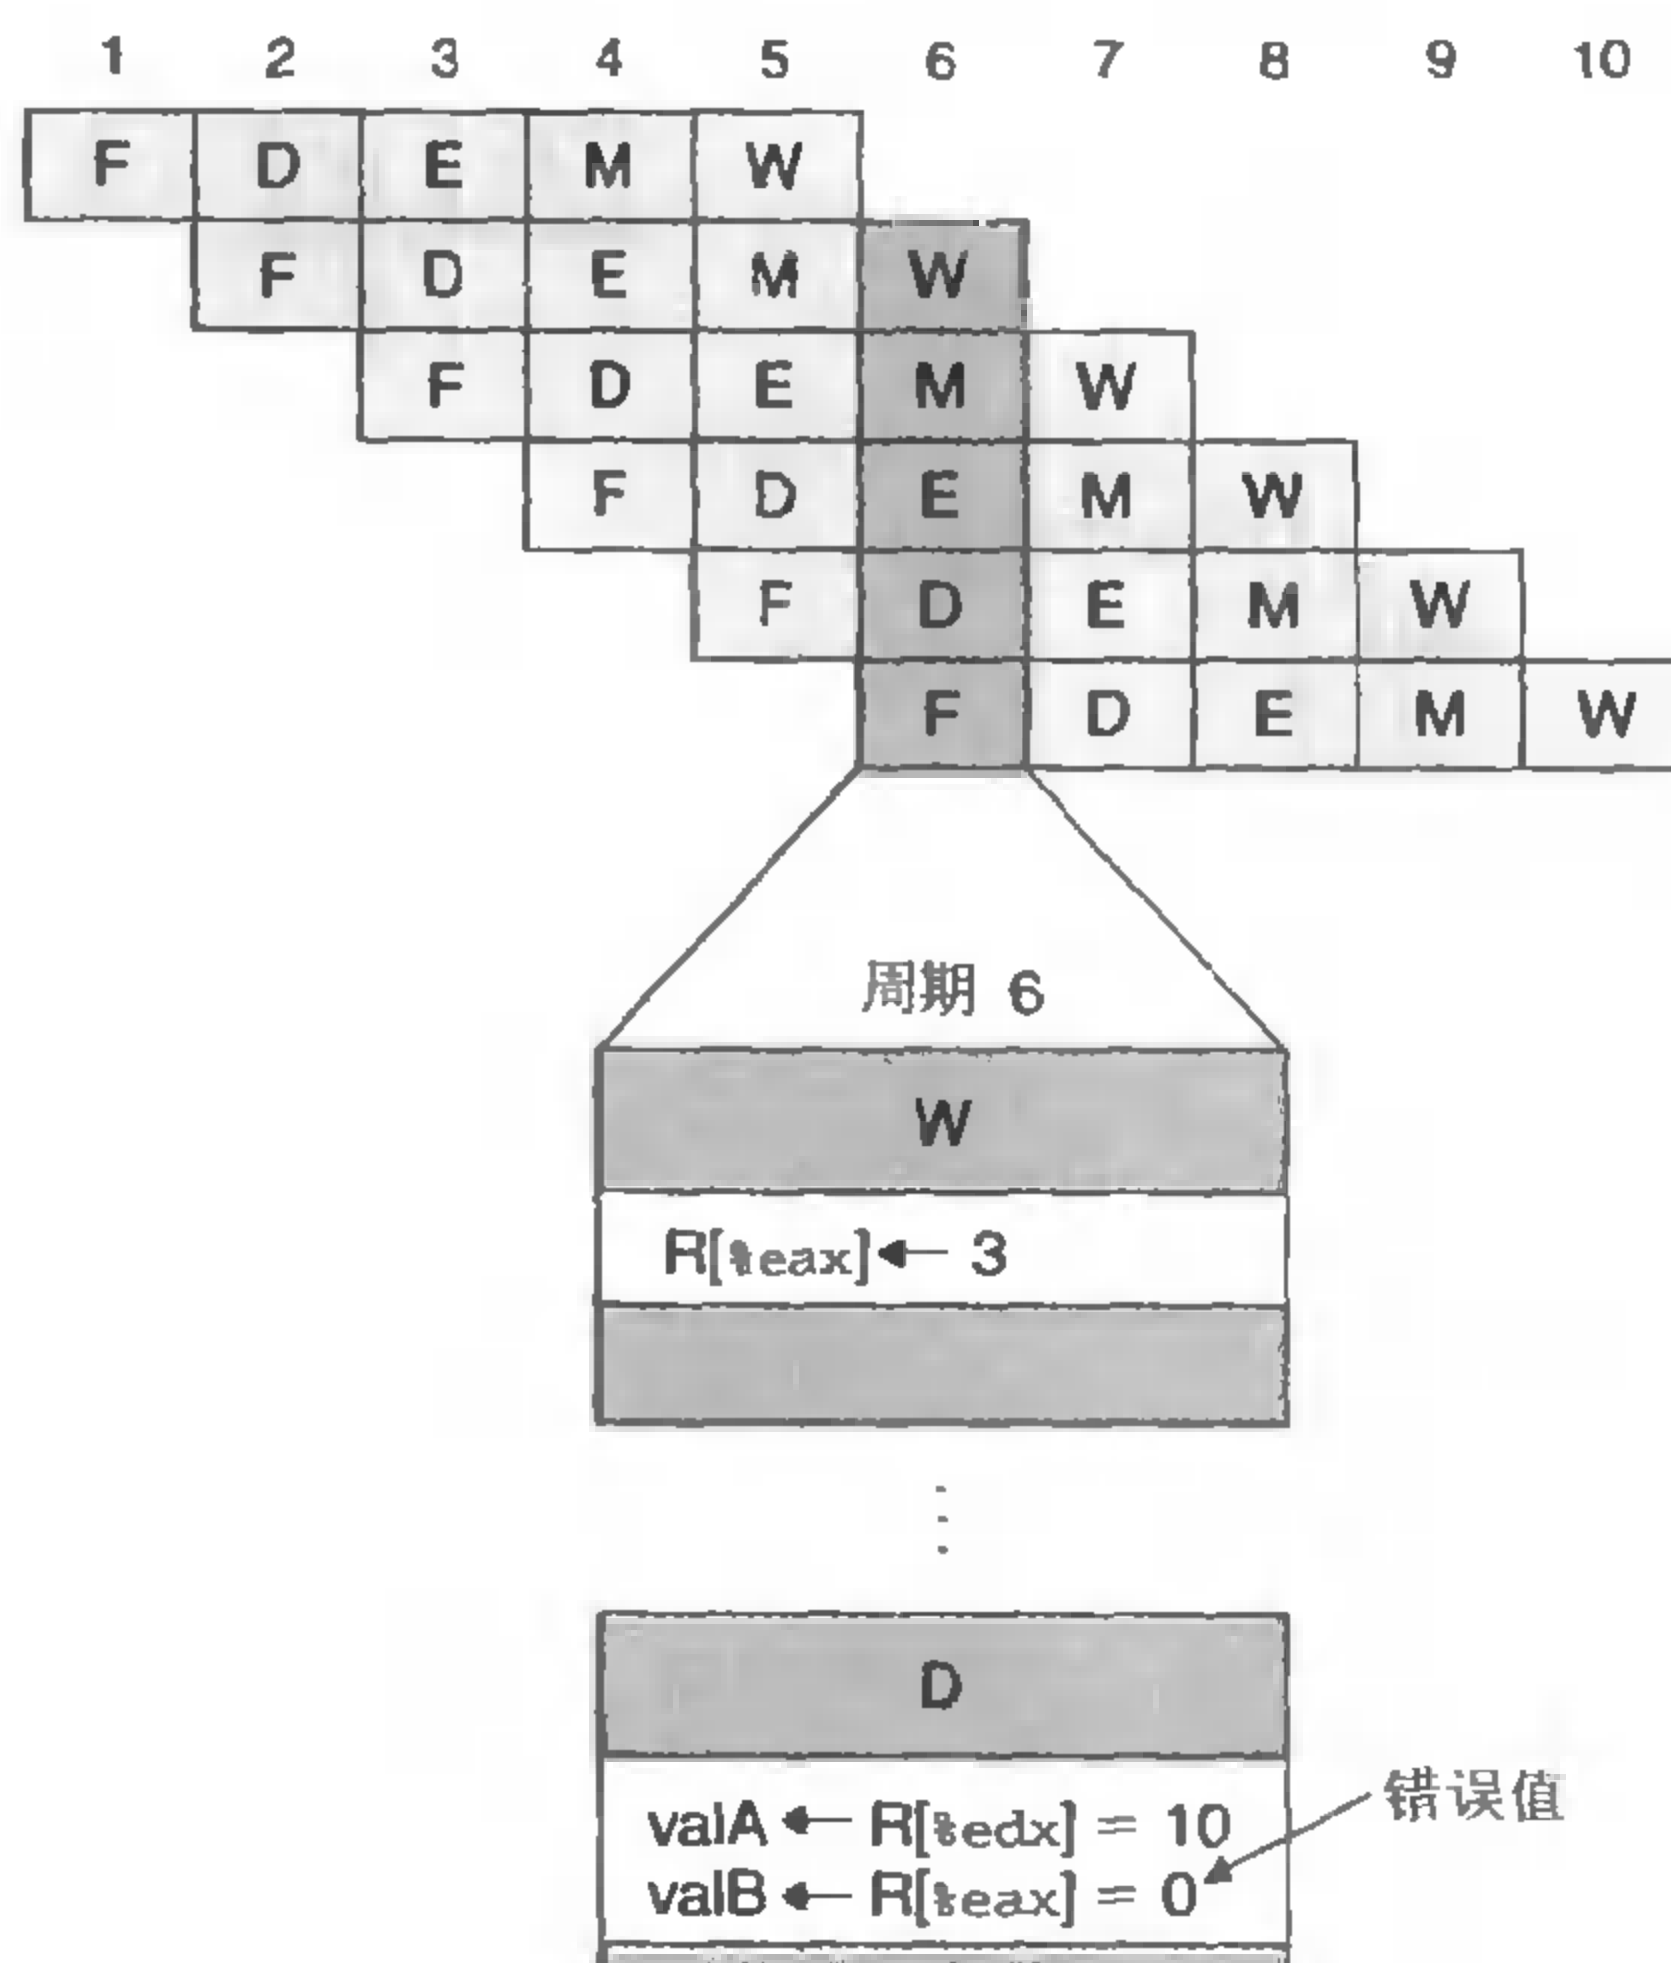 1 2 3 4 5 6 7 8 9 10
F D E M W
F D E M W
F D E M W
F D E M W
F D E M W
F D E M W
周期 6
W
R[%eax] ← 3
⋮
D
valA ← R[%edx] = 10
错误值
valB ← R[%eax] = 0